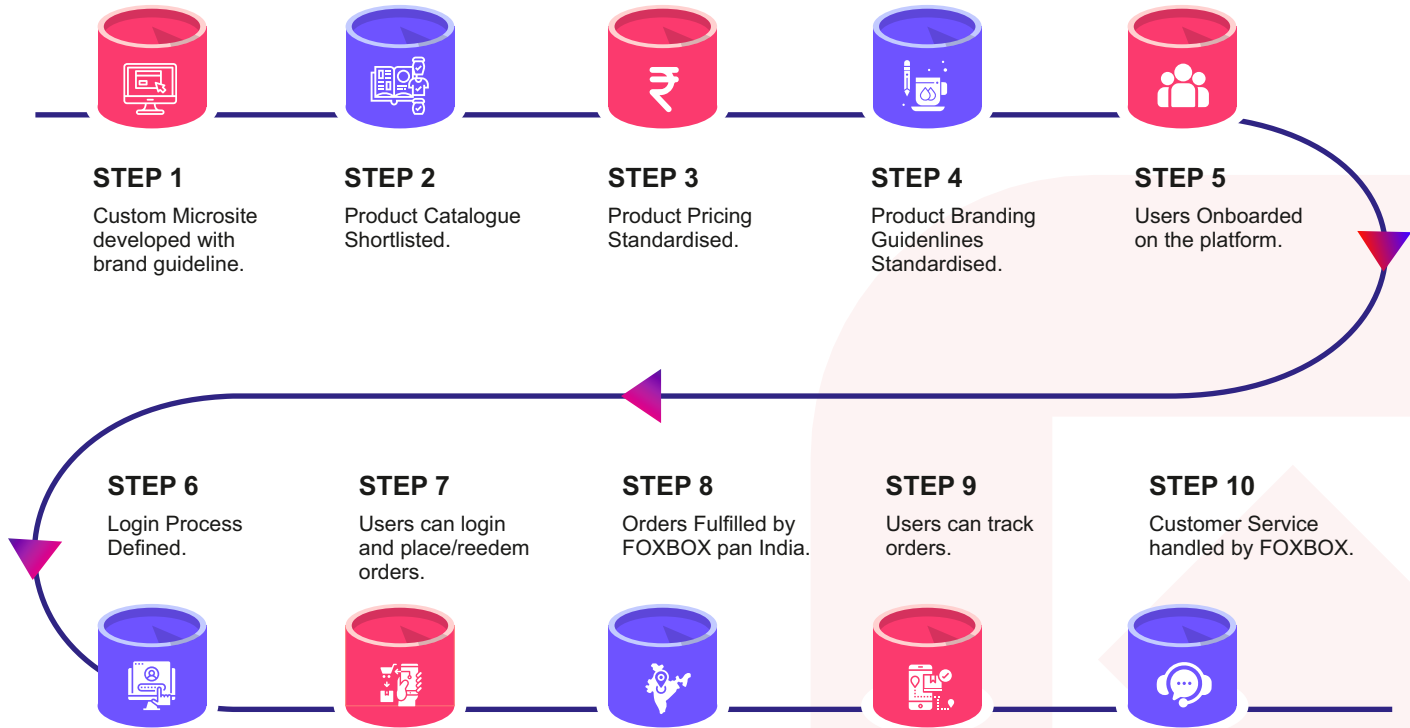 STEP 1
Custom Microsite
developed with
brand guideline.
STEP 2
Product Catalogue
Shortlisted.
STEP 3
₹
Product Pricing
Standardised.
STEP 4
Product Branding
Guidenlines
Standardised.
STEP 5
Users Onboarded
on the platform.
STEP 6
Login Process
Defined.
STEP 7
Users can login
and place/reedem
orders.
STEP 8
Orders Fulfilled by
FOXBOX pan India.
STEP 9
Users can track
orders.
STEP 10
Customer Service
handled by FOXBOX.